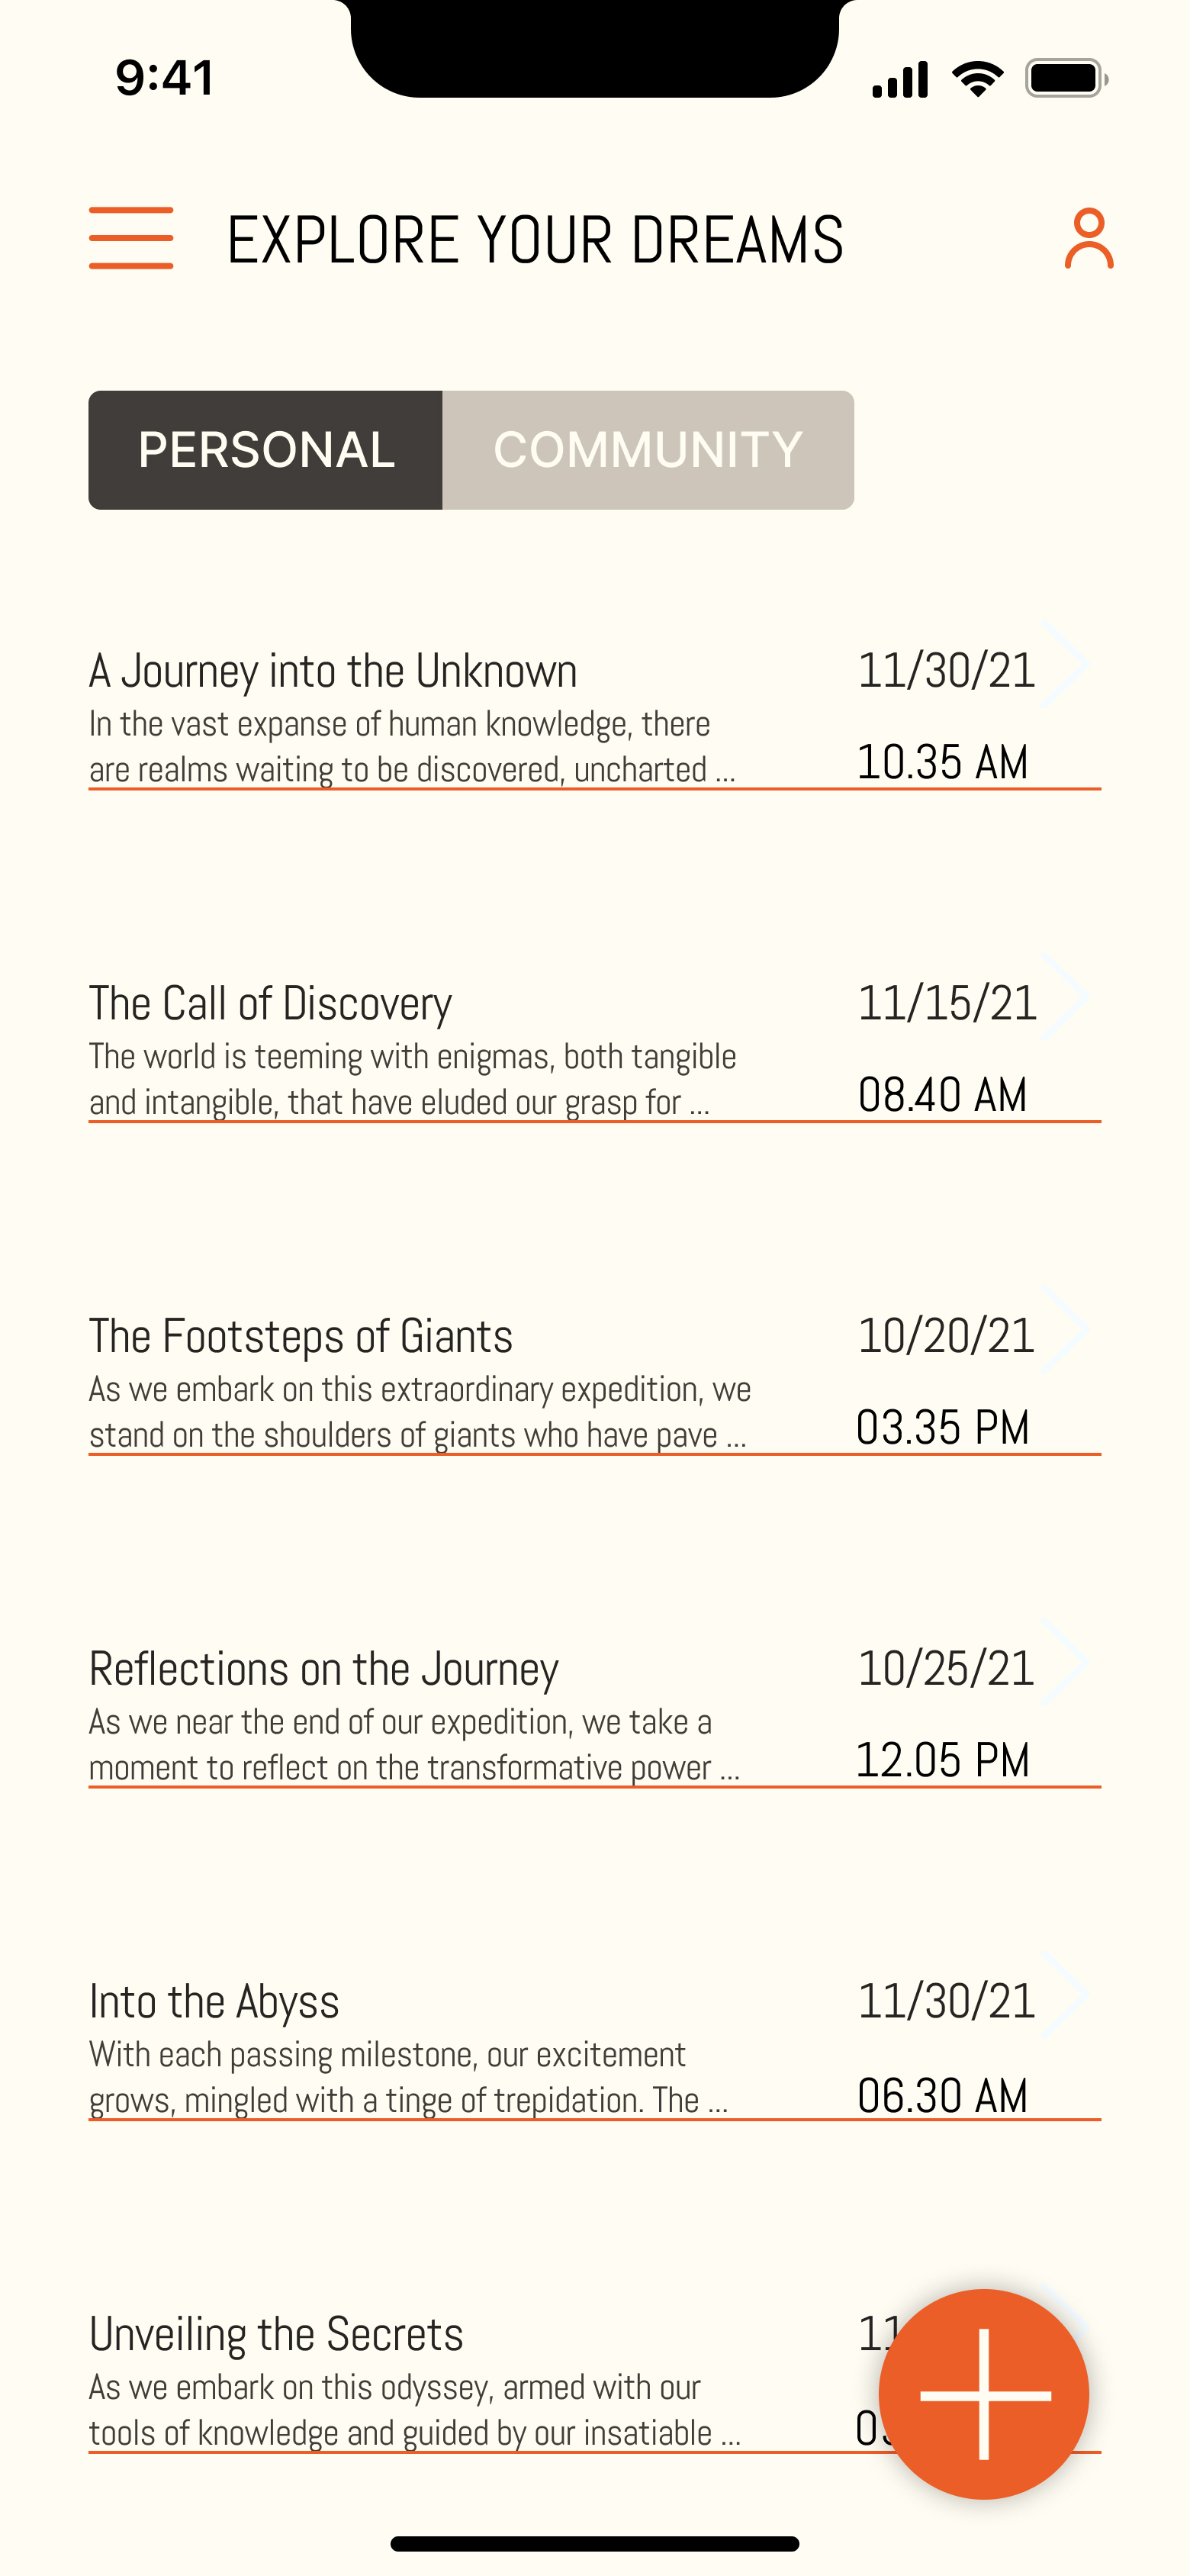 9:41
EXPLORE YOUR DREAMS
PERSONAL
COMMUNITY
A Journey into the Unknown
11/30/21
In the vast expanse of human knowledge, there
are realms waiting to be discovered, uncharted ...
10.35 AM
The Call of Discovery
11/15/21
The world is teeming with enigmas, both tangible
and intangible, that have eluded our grasp for ...
08.40 AM
The Footsteps of Giants
10/20/21
As we embark on this extraordinary expedition, we
stand on the shoulders of giants who have pave ...
03.35 PM
Reflections on the Journey
10/25/21
As we near the end of our expedition, we take a
moment to reflect on the transformative power ...
12.05 PM
Into the Abyss
11/30/21
With each passing milestone, our excitement
grows, mingled with a tinge of trepidation. The ...
06.30 AM
Unveiling the Secrets
As we embark on this odyssey, armed with our
tools of knowledge and guided by our insatiable ...